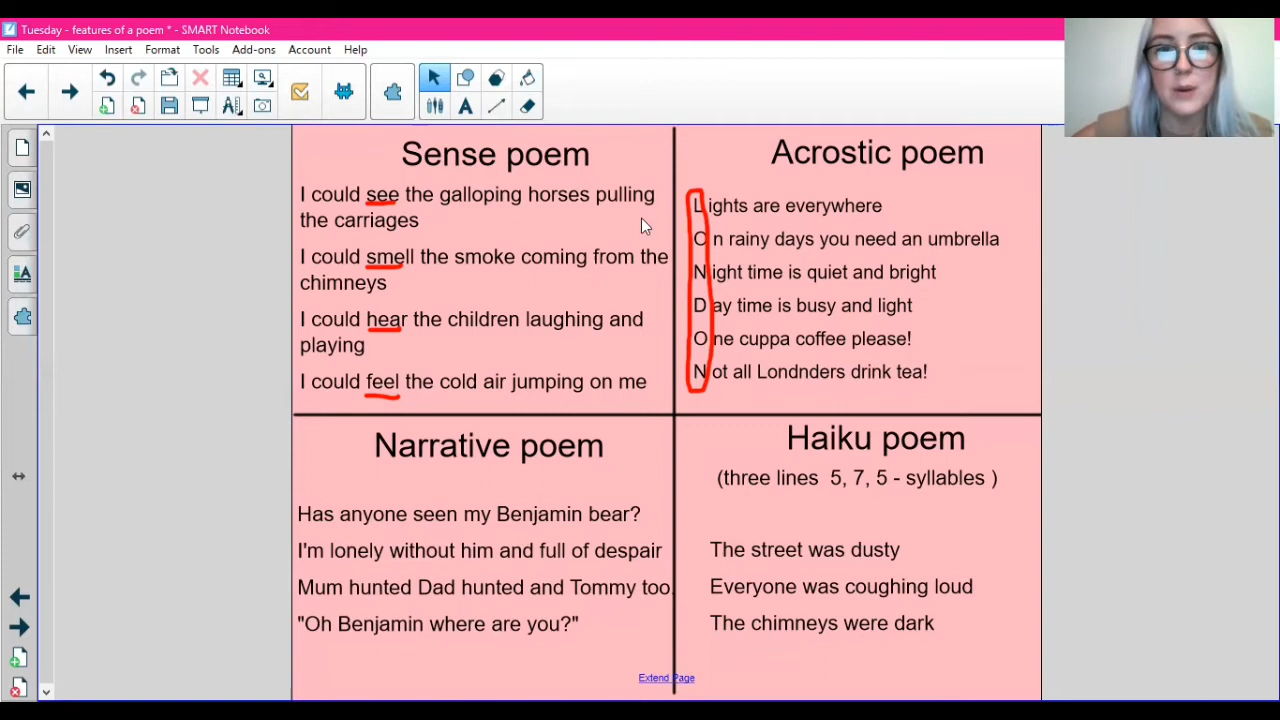 Tuesday - features of a poem * - SMART Notebook
File Edit View Insert Format Tools Add-ons Account Help
Sense poem
I could see the galloping horses pulling
the carriages
I could smell the smoke coming from the
chimneys
I could hear the children laughing and
playing
I could feel the cold air jumping on me
Acrostic poem
Lights are everywhere
On rainy days you need an umbrella
Night time is quiet and bright
Day time is busy and light
One cuppa coffee please!
Not all Londnders drink tea!
Narrative poem
Has anyone seen my Benjamin bear?
I'm lonely without him and full of despair
Mum hunted Dad hunted and Tommy too.
"Oh Benjamin where are you?"
Haiku poem
(three lines 5, 7, 5 - syllables )
The street was dusty
Everyone was coughing loud
The chimneys were dark
Extend Page